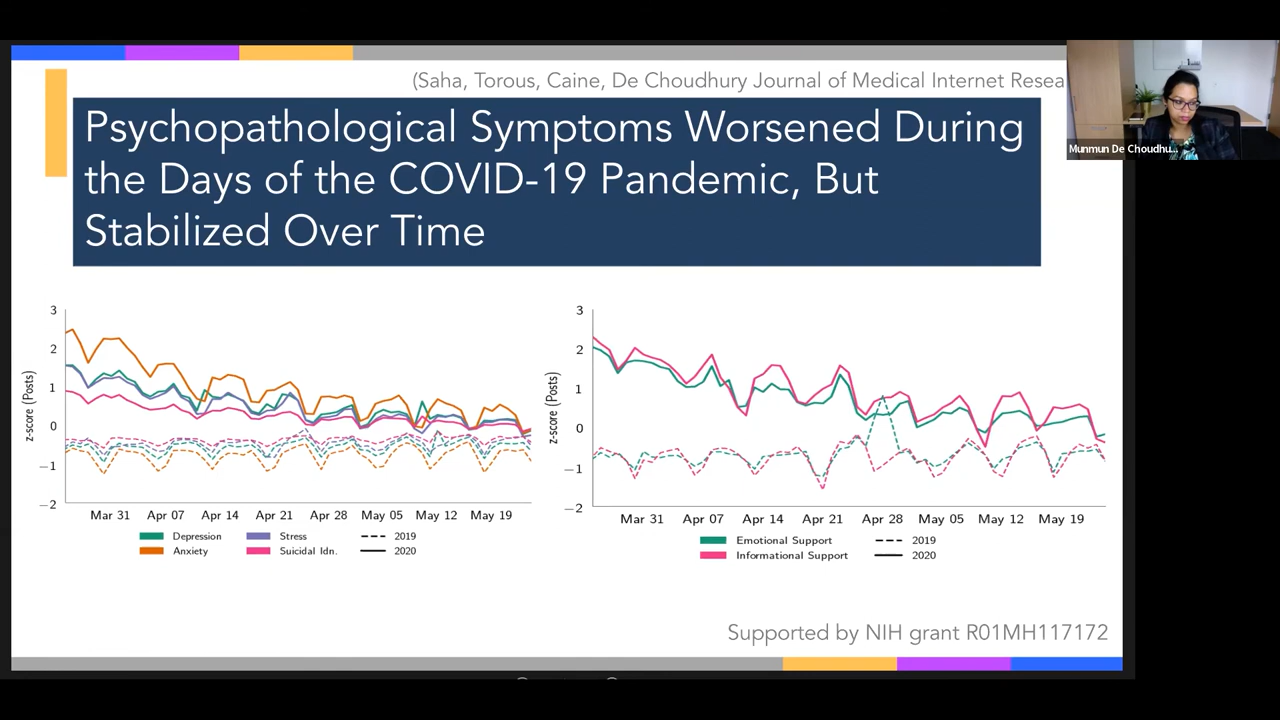 (Saha, Torous, Caine, De Choudhury Journal of Medical Internet Resea
Munmun De Choudhu...
Psychopathological Symptoms Worsened During
the Days of the COVID-19 Pandemic, But
Stabilized Over Time
3
2
1
0
−1
−2
z-score (Posts)
Mar 31 Apr 07 Apr 14 Apr 21 Apr 28 May 05 May 12 May 19
Depression Stress 2019
Anxiety Suicidal Idn. 2020
3
2
1
0
−1
−2
z-score (Posts)
Mar 31 Apr 07 Apr 14 Apr 21 Apr 28 May 05 May 12 May 19
Emotional Support 2019
Informational Support 2020
Supported by NIH grant R01MH117172